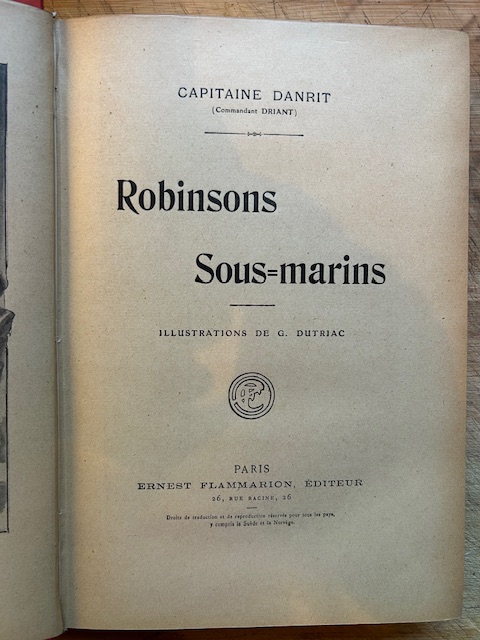 CAPITAINE DANRIT
(Commandant DRIANT)
Robinsons
Sous=marins
ILLUSTRATIONS DE G. DUTRIAC
PARIS
ERNEST FLAMMARION, ÉDITEUR
26, RUE RACINE, 26
Droits de traduction et de reproduction réservés pour tous les pays,
y compris la Suède et la Norvège.